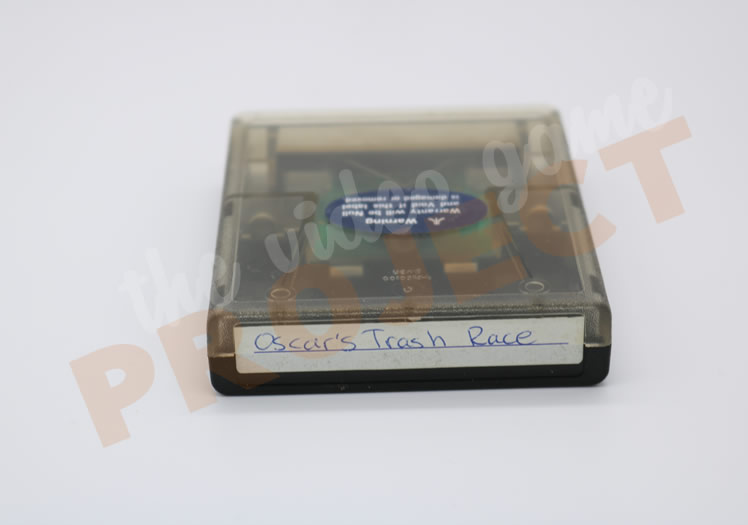 the video game
PROJECT
Warning
Warranty will be Null
and Void if this label
is damaged or removed
Oscar's Trash Race